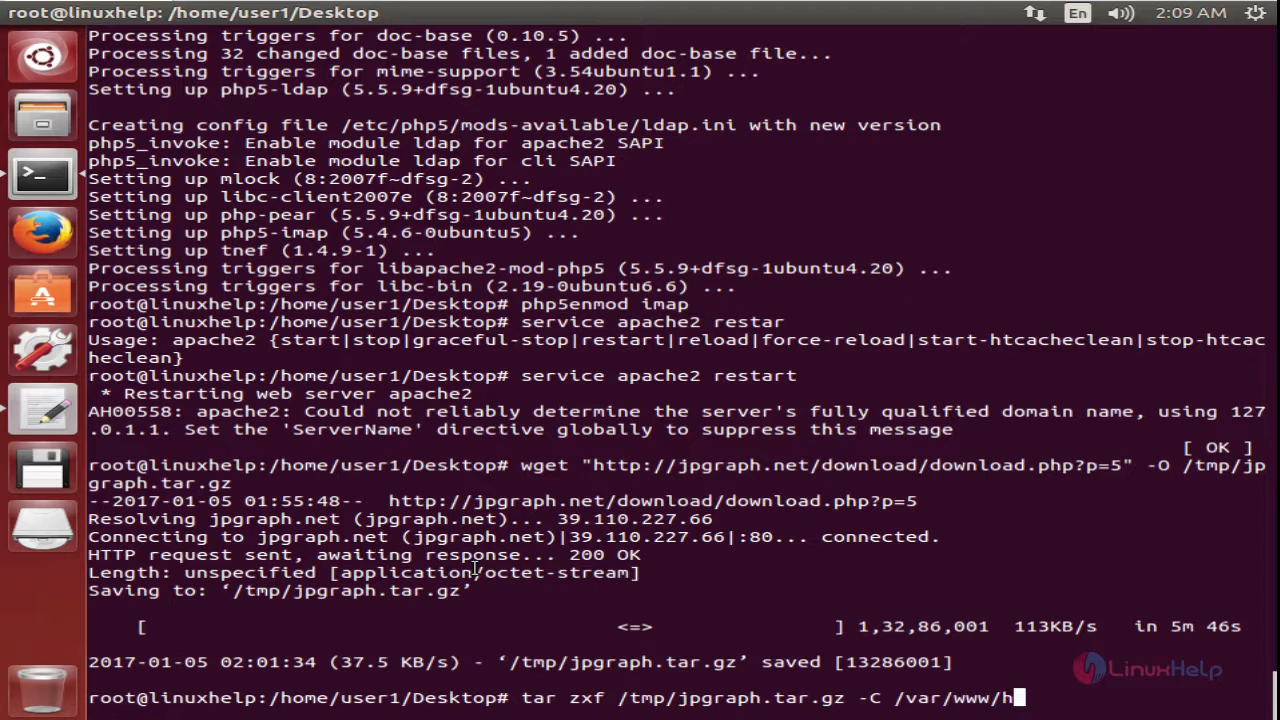 root@linuxhelp: /home/user1/Desktop
En
2:09 AM
Processing triggers for doc-base (0.10.5) ...
Processing 32 changed doc-base files, 1 added doc-base file...
Processing triggers for mime-support (3.54ubuntu1.1) ...
Setting up php5-ldap (5.5.9+dfsg-1ubuntu4.20) ...
Creating config file /etc/php5/mods-available/ldap.ini with new version
php5_invoke: Enable module ldap for apache2 SAPI
php5_invoke: Enable module ldap for cli SAPI
Setting up mlock (8:2007f~dfsg-2) ...
Setting up libc-client2007e (8:2007f~dfsg-2) ...
Setting up php-pear (5.5.9+dfsg-1ubuntu4.20) ...
Setting up php5-imap (5.4.6-0ubuntu5) ...
Setting up tnef (1.4.9-1) ...
Processing triggers for libapache2-mod-php5 (5.5.9+dfsg-1ubuntu4.20) ...
Processing triggers for libc-bin (2.19-0ubuntu6.6) ...
root@linuxhelp:/home/user1/Desktop# php5enmod imap
root@linuxhelp:/home/user1/Desktop# service apache2 restar
Usage: apache2 {start|stop|graceful-stop|restart|reload|force-reload|start-htcacheclean|stop-htcac
heclean}
root@linuxhelp:/home/user1/Desktop# service apache2 restart
 * Restarting web server apache2
AH00558: apache2: Could not reliably determine the server's fully qualified domain name, using 127
.0.1.1. Set the 'ServerName' directive globally to suppress this message
[ OK ]
root@linuxhelp:/home/user1/Desktop# wget "http://jpgraph.net/download/download.php?p=5" -O /tmp/jp
graph.tar.gz
--2017-01-05 01:55:48--  http://jpgraph.net/download/download.php?p=5
Resolving jpgraph.net (jpgraph.net)... 39.110.227.66
Connecting to jpgraph.net (jpgraph.net)|39.110.227.66|:80... connected.
HTTP request sent, awaiting response... 200 OK
Length: unspecified [application/octet-stream]
Saving to: ‘/tmp/jpgraph.tar.gz’
[ <=> ] 1,32,86,001 113KB/s in 5m 46s
2017-01-05 02:01:34 (37.5 KB/s) - ‘/tmp/jpgraph.tar.gz’ saved [13286001]
LinuxHelp
root@linuxhelp:/home/user1/Desktop# tar zxf /tmp/jpgraph.tar.gz -C /var/www/h